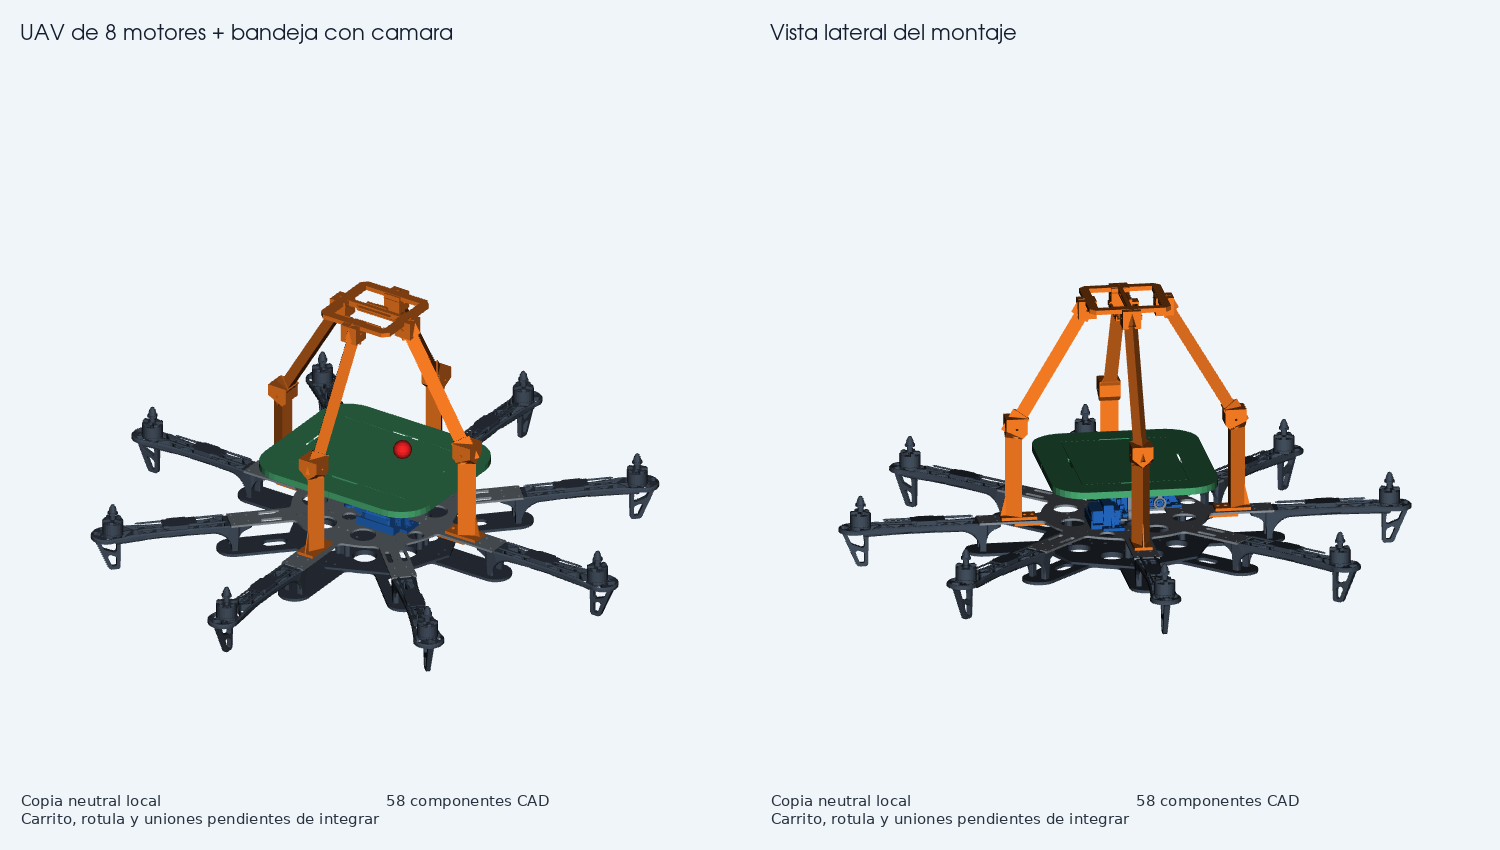 UAV de 8 motores + bandeja con camara
Vista lateral del montaje
Copia neutral local
58 componentes CAD
Carrito, rotula y uniones pendientes de integrar
Copia neutral local
58 componentes CAD
Carrito, rotula y uniones pendientes de integrar